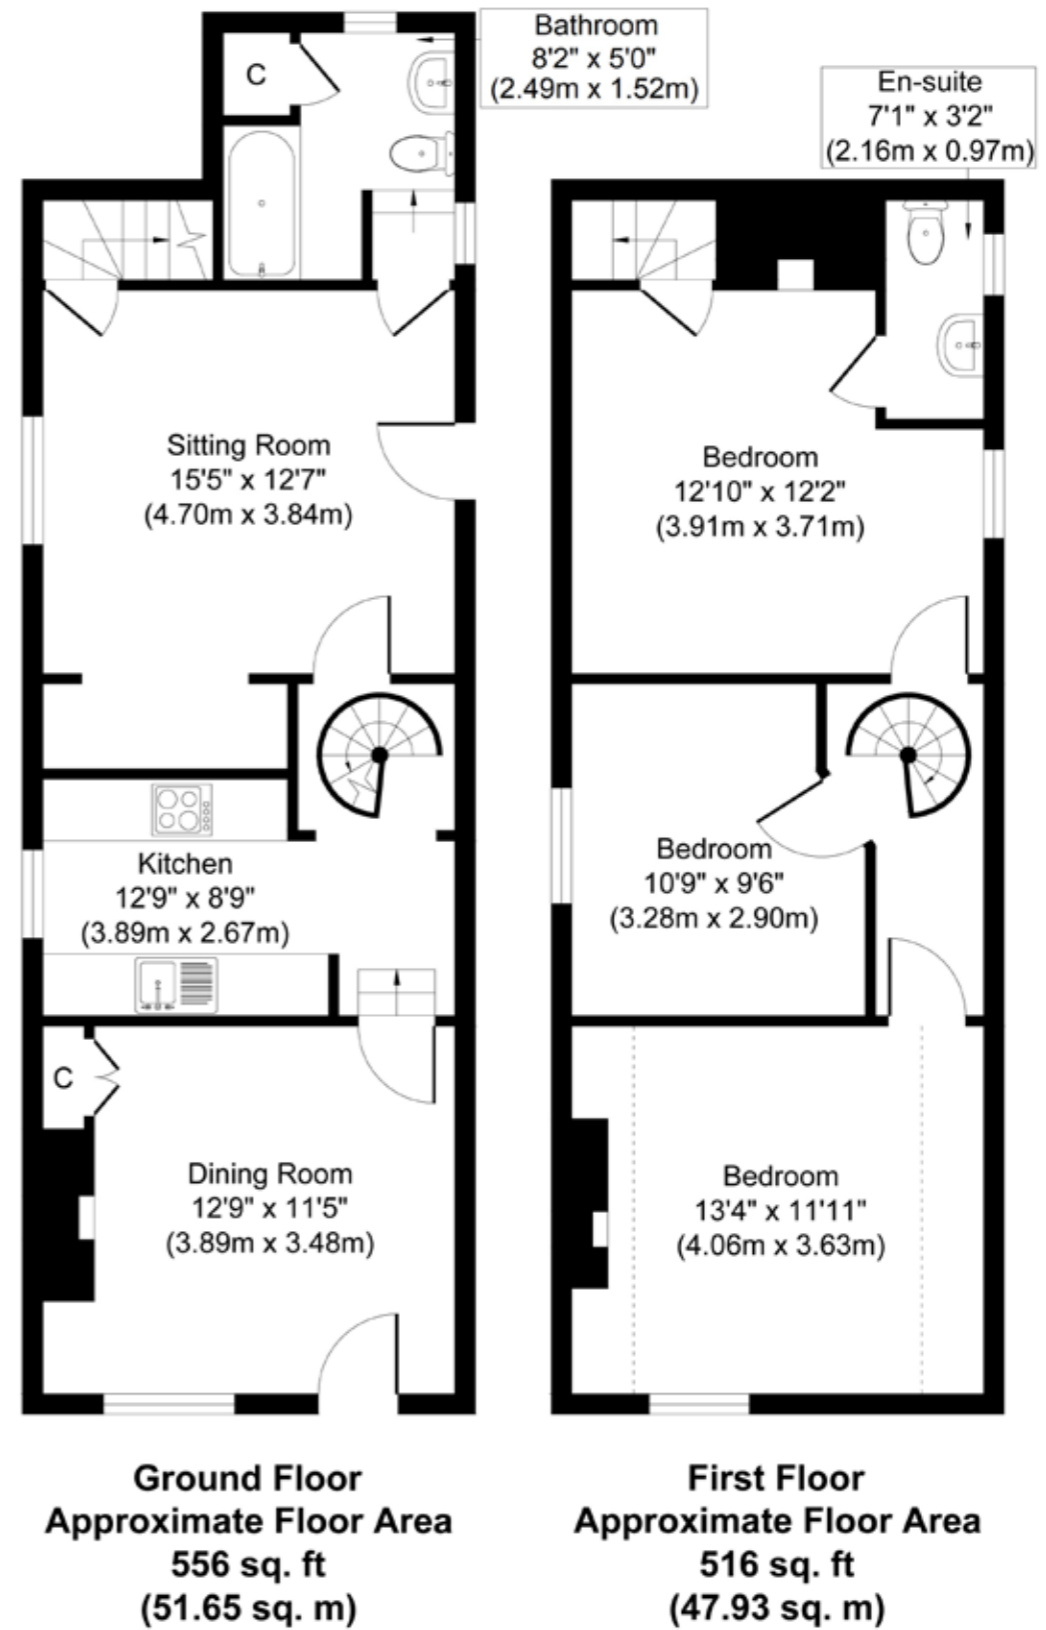 Bathroom
8'2" x 5'0"
(2.49m x 1.52m)
C
En-suite
7'1" x 3'2"
(2.16m x 0.97m)
Sitting Room
15'5" x 12'7"
(4.70m x 3.84m)
Bedroom
12'10" x 12'2"
(3.91m x 3.71m)
Kitchen
12'9" x 8'9"
(3.89m x 2.67m)
Bedroom
10'9" x 9'6"
(3.28m x 2.90m)
C
Dining Room
12'9" x 11'5"
(3.89m x 3.48m)
Bedroom
13'4" x 11'11"
(4.06m x 3.63m)
Ground Floor
Approximate Floor Area
556 sq. ft
(51.65 sq. m)
First Floor
Approximate Floor Area
516 sq. ft
(47.93 sq. m)